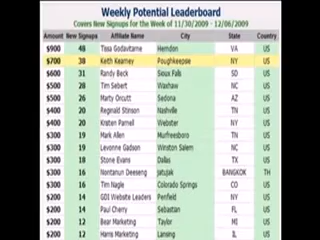 Weekly Potential Leaderboard
Covers New Signups for the Week of 11/30/2009 - 12/06/2009
Amount New Signups Affiliate Name City State Country
$900 48 Tissa Godavitarne Herndon VA US
$700 38 Keith Kearney Poughkeepsie NY US
$600 31 Randy Beck Sioux Falls SD US
$500 28 Tim Sebert Waxhaw NC US
$500 26 Marty Orcutt Sedona AZ US
$400 20 Reginald Stinson Nashville TN US
$400 20 Kristen Parnell Webster NY US
$300 19 Mark Allen Murfreesboro TN US
$300 19 Levonne Gadson Winston Salem NC US
$300 18 Stone Evans Dallas TX US
$300 16 Nontanun Deeseng jatujak BANGKOK TH
$300 16 Tim Nagle Colorado Springs CO US
$200 14 GDI Website Leaders Penfield NY US
$200 14 Paul Cherry Sebastian FL US
$200 12 Bear Marketing Taylor MI US
$200 12 Harris Marketing Lansing IL US